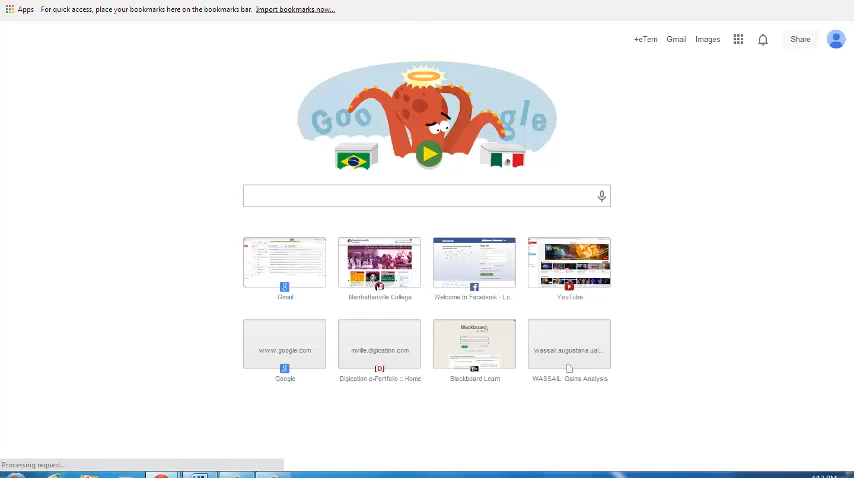 Apps For quick access, place your bookmarks here on the bookmarks bar. Import bookmarks now...
+eTern Gmail Images Share
Goo gle
Gmail Manhattanville College Welcome to Facebook - Lo... YouTube
Blackboard
www.google.com mville.digication.com wassail.augustana.ual...
Google Digication e-Portfolio :: Home Blackboard Learn WASSAIL: Gains Analysis
Processing request...